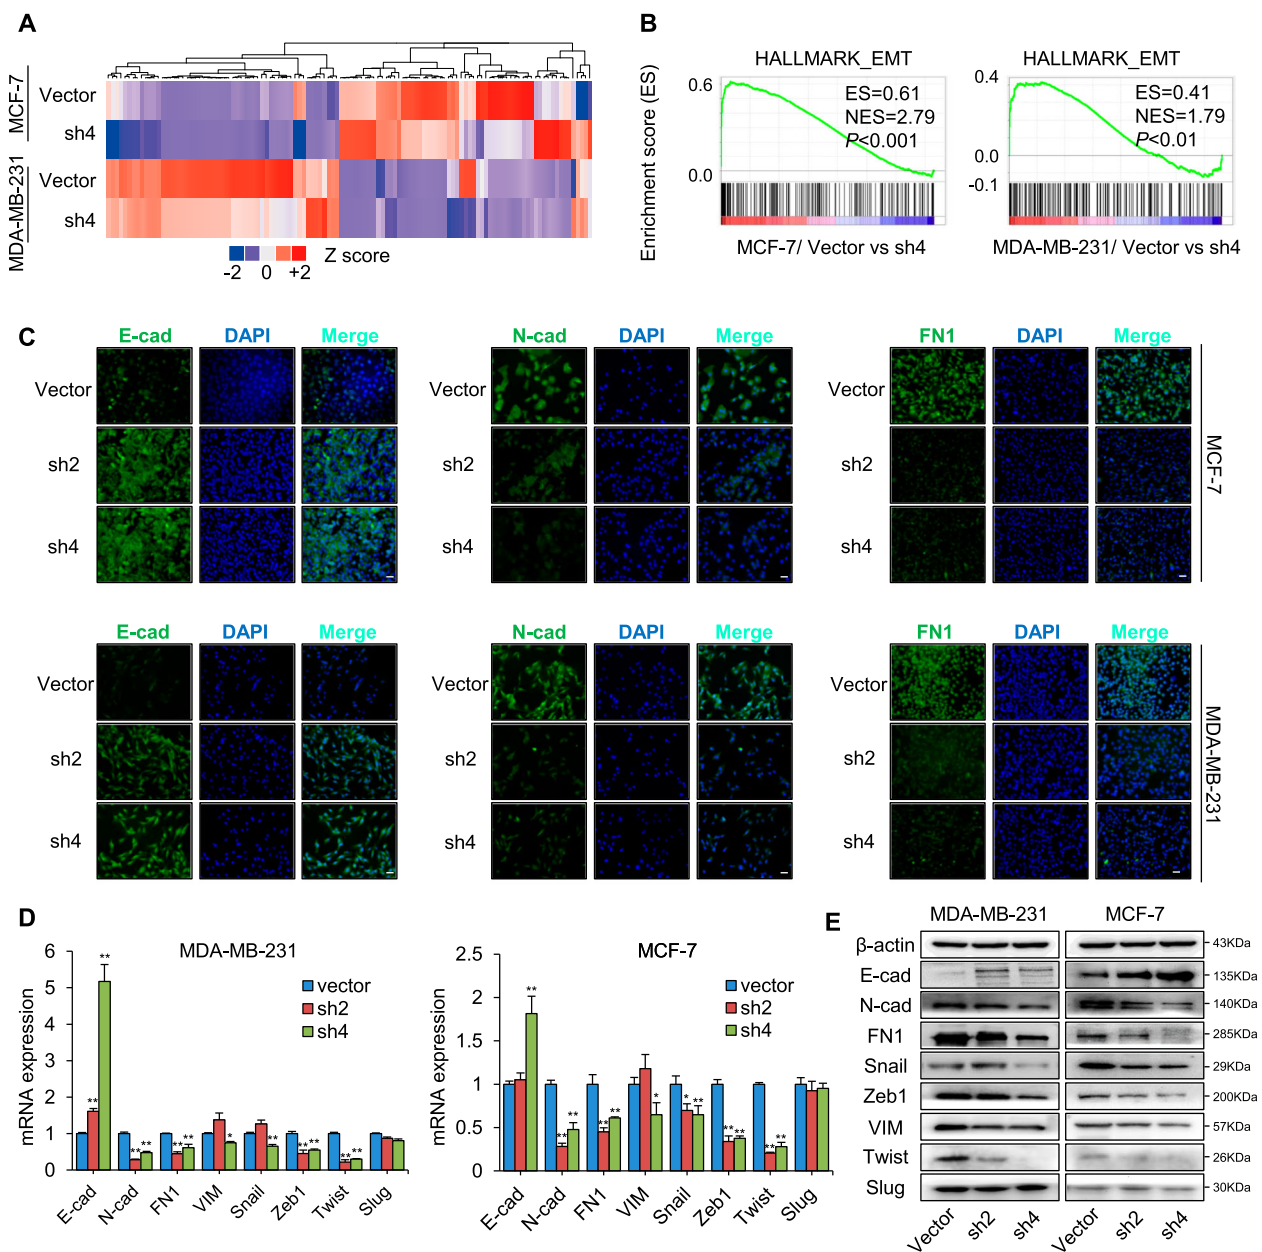 A
MCF-7
Vector
sh4
MDA-MB-231
Vector
sh4
-2 0 +2 Z score
B
Enrichment score (ES)
HALLMARK_EMT
0.6
0.0
ES=0.61
NES=2.79
P<0.001
MCF-7/ Vector vs sh4
HALLMARK_EMT
0.4
0.0
-0.1
ES=0.41
NES=1.79
P<0.01
MDA-MB-231/ Vector vs sh4
C
E-cad DAPI Merge N-cad DAPI Merge FN1 DAPI Merge
Vector Vector Vector
sh2 sh2 sh2
sh4 sh4 sh4
MCF-7
E-cad DAPI Merge N-cad DAPI Merge FN1 DAPI Merge
Vector Vector Vector
sh2 sh2 sh2
sh4 sh4 sh4
MDA-MB-231
D
MDA-MB-231
mRNA expression
6
5
4
3
2
1
0
vector
sh2
sh4
** **
** **
** **
*
**
** **
** **
E-cad N-cad FN1 VIM Snail Zeb1 Twist Slug
MCF-7
mRNA expression
2.5
2
1.5
1
0.5
0
vector
sh2
sh4
**
** **
** **
*
* **
** **
** **
E-cad N-cad FN1 VIM Snail Zeb1 Twist Slug
E
MDA-MB-231 MCF-7
β-actin 43KDa
E-cad 135KDa
N-cad 140KDa
FN1 285KDa
Snail 29KDa
Zeb1 200KDa
VIM 57KDa
Twist 26KDa
Slug 30KDa
Vector sh2 sh4 Vector sh2 sh4